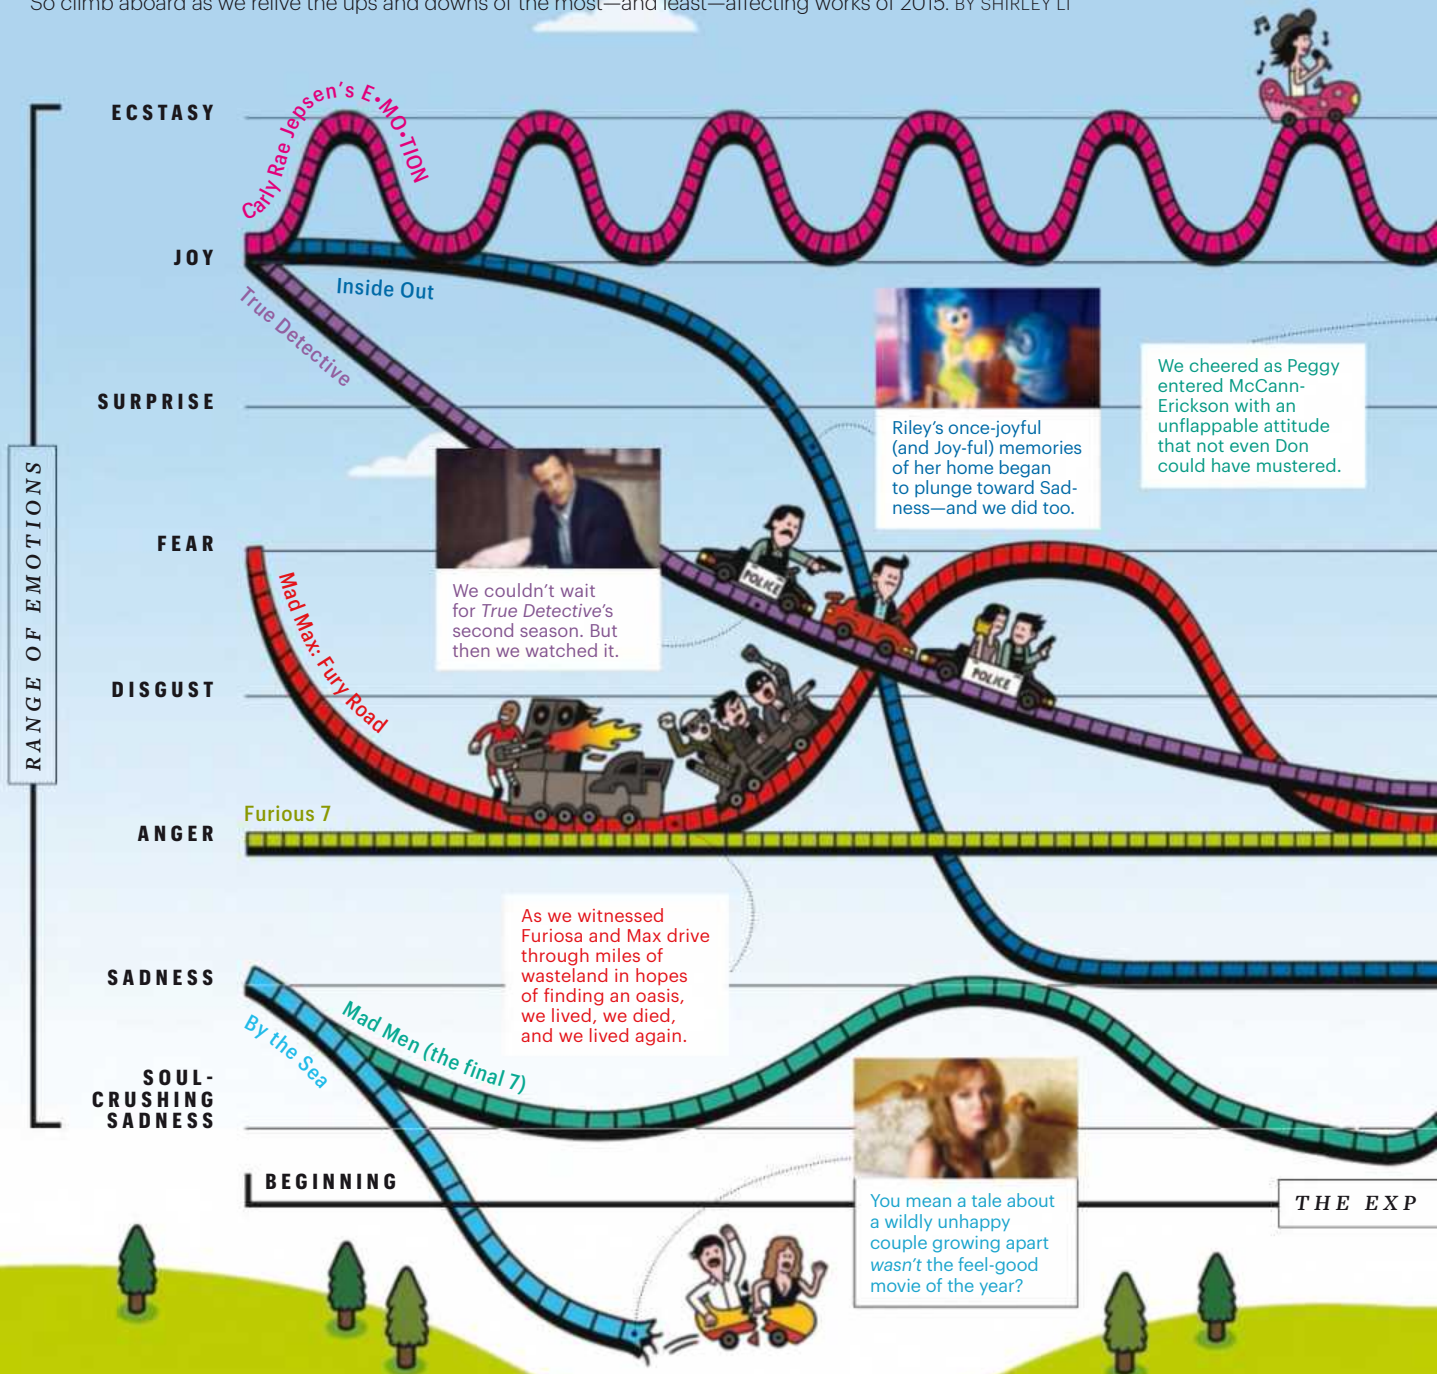 So climb aboard as we relive the ups and downs of the most—and least—affecting works of 2015. BY SHIRLEY LI
ECSTASY
Carly Rae Jepsen's E•MO•TION
JOY
Inside Out
True Detective
SURPRISE
We cheered as Peggy
entered McCann-
Erickson with an
unflappable attitude
that not even Don
could have mustered.
Riley's once-joyful
(and Joy-ful) memories
of her home began
to plunge toward Sad-
ness—and we did too.
RANGE OF EMOTIONS
FEAR
POLICE
We couldn't wait
for True Detective's
second season. But
then we watched it.
Mad Max: Fury Road
POLICE
DISGUST
Furious 7
ANGER
As we witnessed
Furiosa and Max drive
through miles of
wasteland in hopes
of finding an oasis,
we lived, we died,
and we lived again.
SADNESS
By the Sea
Mad Men (the final 7)
SOUL-
CRUSHING
SADNESS
BEGINNING
THE EXP
You mean a tale about
a wildly unhappy
couple growing apart
wasn't the feel-good
movie of the year?